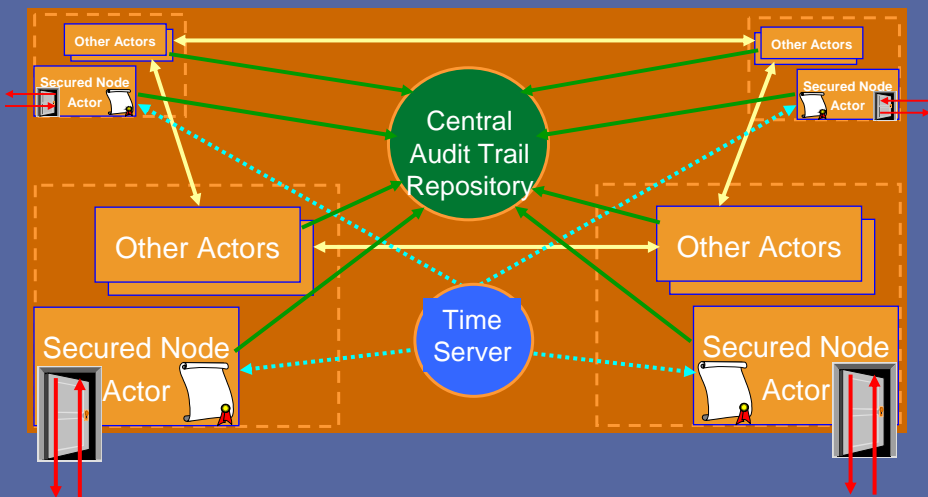 Other Actors
Secured Node
Actor
Other Actors
Secured Node
Actor
Central
Audit Trail
Repository
Other Actors
Other Actors
Time
Server
Secured Node
Actor
Secured Node
Actor